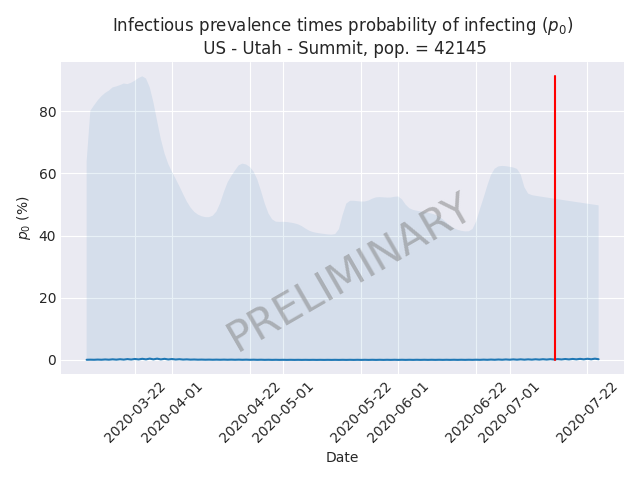 Infectious prevalence times probability of infecting (p₀)
US - Utah - Summit, pop. = 42145
p₀ (%)
80
60
40
20
0
PRELIMINARY
2020-03-22
2020-04-01
2020-04-22
2020-05-01
2020-05-22
2020-06-01
2020-06-22
2020-07-01
2020-07-22
Date